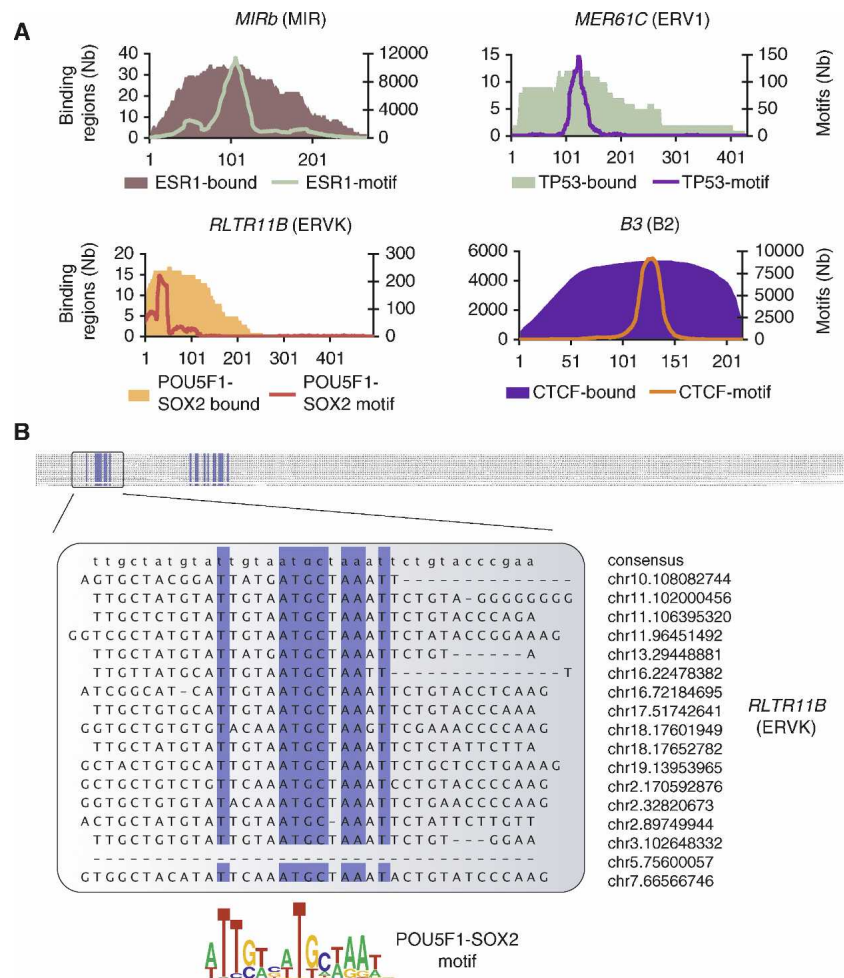 A
MIRb (MIR)
MER61C (ERV1)
Binding regions (Nb)
40
30
20
10
0
12000
8000
4000
0
1
101
201
ESR1-bound
ESR1-motif
15
10
5
0
150
100
50
0
Motifs (Nb)
1
101
201
301
401
TP53-bound
TP53-motif
RLTR11B (ERVK)
B3 (B2)
Binding regions (Nb)
20
15
10
5
0
300
200
100
0
1
101
201
301
401
POU5F1-SOX2 bound
POU5F1-SOX2 motif
6000
4000
2000
0
10000
7500
5000
2500
0
Motifs (Nb)
1
51
101
151
201
CTCF-bound
CTCF-motif
B
ttgctatgtattgtaatgctaaattctgtacccgaa consensus
AGTGCTACGGATTATGATGCTAAATT-------------- chr10.108082744
TTGCTATGTATTGTAATGCTAAATTCTGTA-GGGGGGGG chr11.102000456
TTGCTCTGTATTGTAATGCTAAATTCTGTACCCAGA chr11.106395320
GGTCGCTATGTATTGTAATGCTAAATTCTATACCGGAAAG chr11.96451492
TTGCTATGTATTATGATGCTAAATTCTGT------A chr13.29448881
TTGTTATGCATTGTAATGCTAATT--------------T chr16.22478382
ATCGGCAT-CATTGTAATGCTAAATTCTGTACCTCAAG chr16.72184695
TTGCTGTGCATTGTAATGCTAAATTCTGTACCCAAA chr17.51742641
GGTGCTGTGTGTACAAATGCTAAGTTCGAAACCCCAAG chr18.17601949
TTGCTATGTATTGTAATGCTAAATTCTCTATTCTTA chr18.17652782
GCTACTGTGCATTGTAATGCTAAATTCTGCTCCTGAAAG chr19.13953965
GCTGCTGTCTGTTCAAATGCTAAATCCTGTACCCCAAG chr2.170592876
GGTGCTGTGTATACAAATGCTAAATTCTGAACCCCAAG chr2.32820673
ACTGCTATGTATTGTAATGC-AAATTCTATTCTTGTT chr2.89749944
TTGCTGTGTATTGTAATGCTAAATTCTGT---GGAA chr3.102648332
------------------------------------ chr5.75600057
GTGGCTACATATTCAAATGCTAAATACTGTATCCCAAG chr7.66566746
RLTR11B
(ERVK)
POU5F1-SOX2
motif